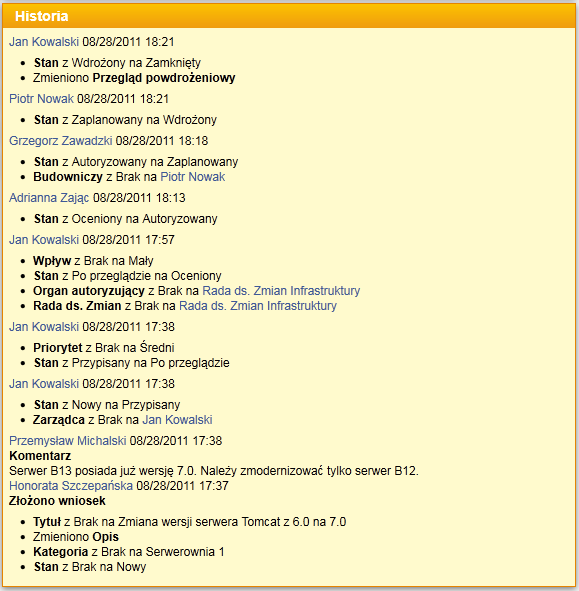 Historia
Jan Kowalski 08/28/2011 18:21
Stan z Wdrożony na Zamknięty
Zmieniono Przegląd powdrożeniowy
Piotr Nowak 08/28/2011 18:21
Stan z Zaplanowany na Wdrożony
Grzegorz Zawadzki 08/28/2011 18:18
Stan z Autoryzowany na Zaplanowany
Budowniczy z Brak na Piotr Nowak
Adrianna Zając 08/28/2011 18:13
Stan z Oceniony na Autoryzowany
Jan Kowalski 08/28/2011 17:57
Wpływ z Brak na Mały
Stan z Po przeglądzie na Oceniony
Organ autoryzujący z Brak na Rada ds. Zmian Infrastruktury
Rada ds. Zmian z Brak na Rada ds. Zmian Infrastruktury
Jan Kowalski 08/28/2011 17:38
Priorytet z Brak na Średni
Stan z Przypisany na Po przeglądzie
Jan Kowalski 08/28/2011 17:38
Stan z Nowy na Przypisany
Zarządca z Brak na Jan Kowalski
Przemysław Michalski 08/28/2011 17:38
Komentarz
Serwer B13 posiada już wersję 7.0. Należy zmodernizować tylko serwer B12.
Honorata Szczepańska 08/28/2011 17:37
Złożono wniosek
Tytuł z Brak na Zmiana wersji serwera Tomcat z 6.0 na 7.0
Zmieniono Opis
Kategoria z Brak na Serwerownia 1
Stan z Brak na Nowy